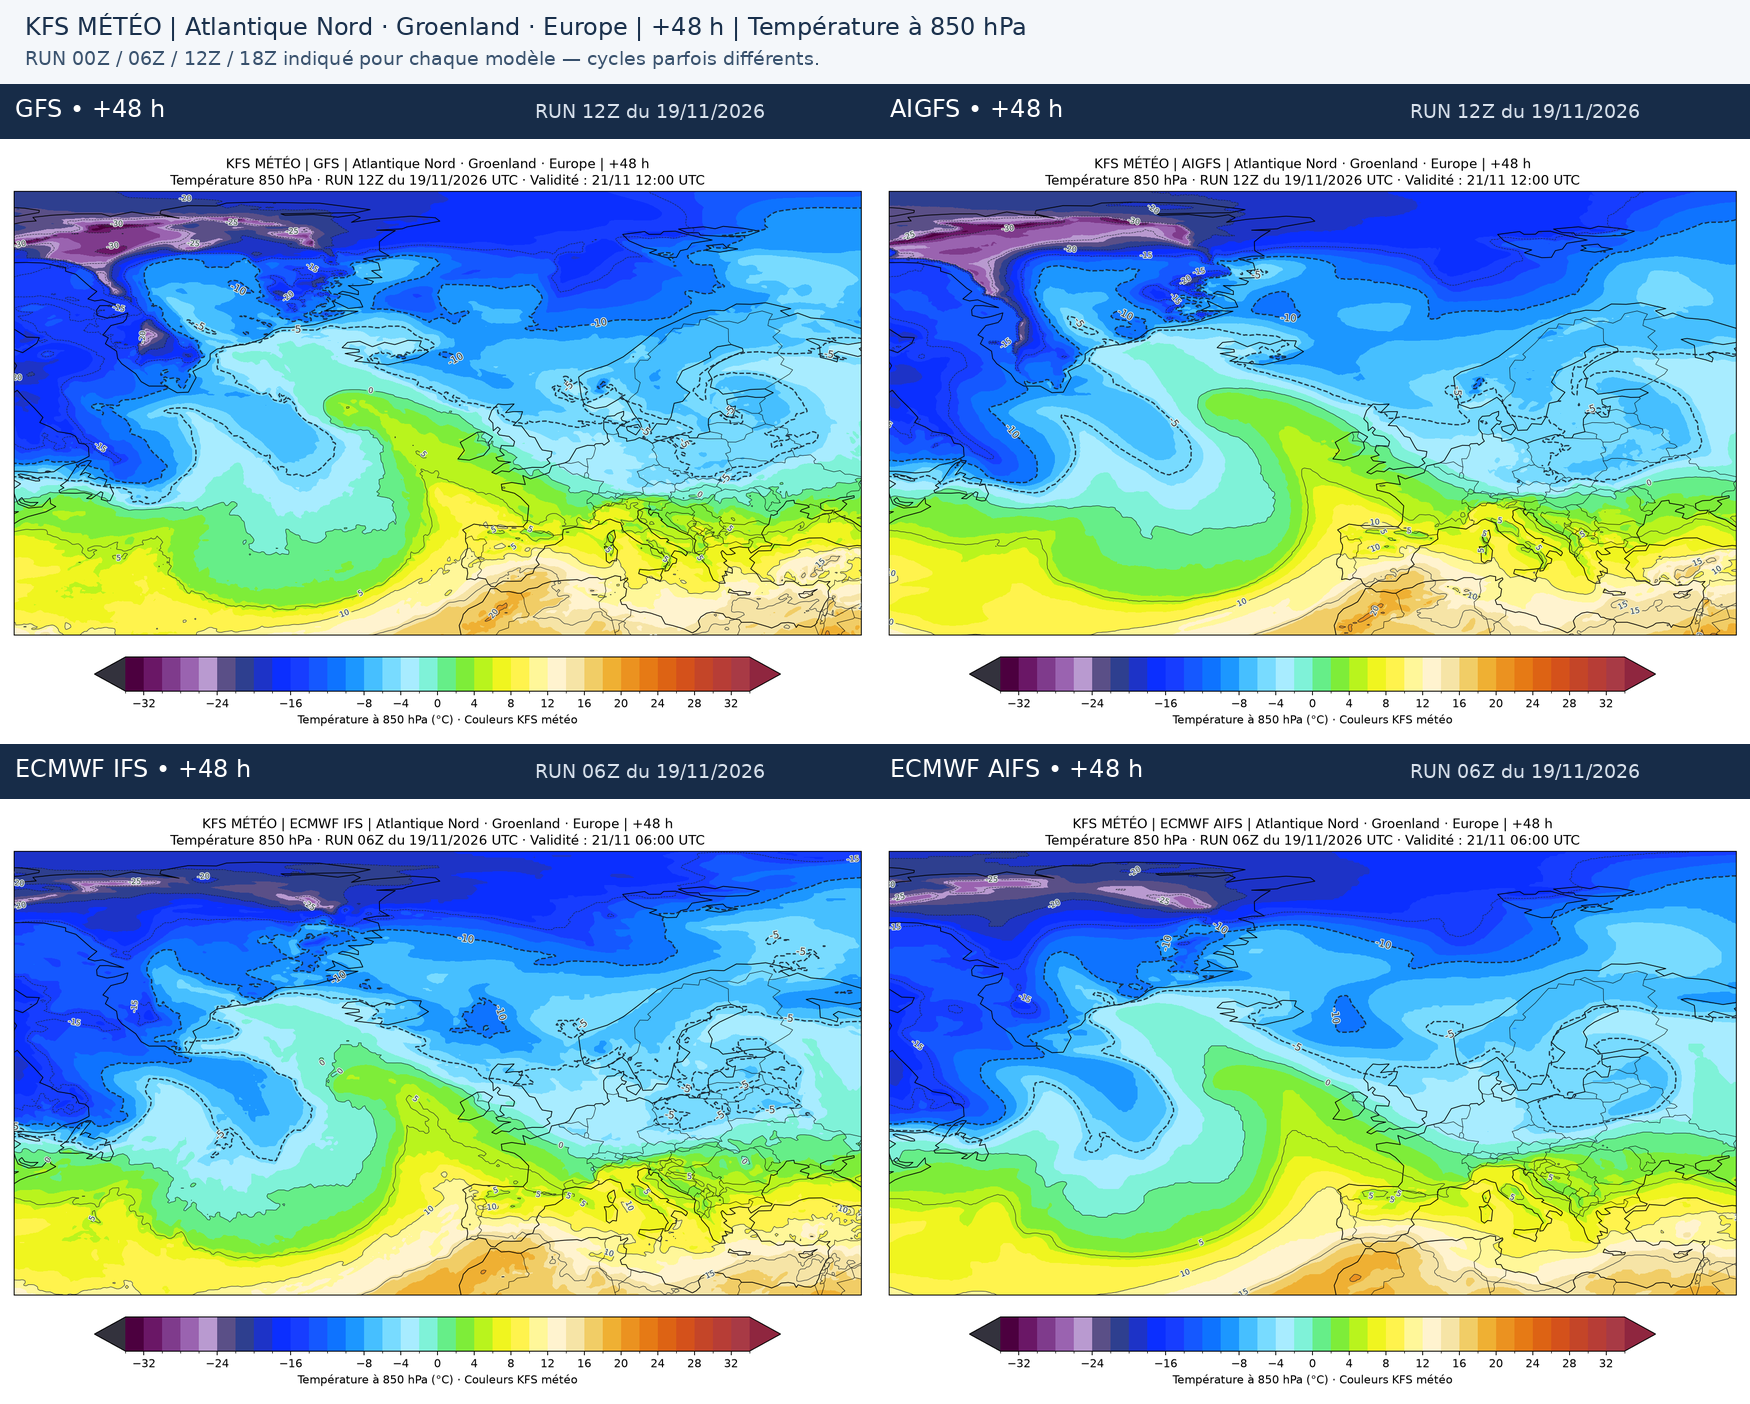 KFS MÉTÉO | Atlantique Nord · Groenland · Europe | +48 h | Température à 850 hPa
RUN 00Z / 06Z / 12Z / 18Z indiqué pour chaque modèle — cycles parfois différents.
GFS • +48 h
RUN 12Z du 19/11/2026
AIGFS • +48 h
RUN 12Z du 19/11/2026
KFS MÉTÉO | GFS | Atlantique Nord · Groenland · Europe | +48 h
Température 850 hPa · RUN 12Z du 19/11/2026 UTC · Validité : 21/11 12:00 UTC
KFS MÉTÉO | AIGFS | Atlantique Nord · Groenland · Europe | +48 h
Température 850 hPa · RUN 12Z du 19/11/2026 UTC · Validité : 21/11 12:00 UTC
−32 −24 −16 −8 −4 0 4 8 12 16 20 24 28 32
Température à 850 hPa (°C) · Couleurs KFS météo
−32 −24 −16 −8 −4 0 4 8 12 16 20 24 28 32
Température à 850 hPa (°C) · Couleurs KFS météo
ECMWF IFS • +48 h
RUN 06Z du 19/11/2026
ECMWF AIFS • +48 h
RUN 06Z du 19/11/2026
KFS MÉTÉO | ECMWF IFS | Atlantique Nord · Groenland · Europe | +48 h
Température 850 hPa · RUN 06Z du 19/11/2026 UTC · Validité : 21/11 06:00 UTC
KFS MÉTÉO | ECMWF AIFS | Atlantique Nord · Groenland · Europe | +48 h
Température 850 hPa · RUN 06Z du 19/11/2026 UTC · Validité : 21/11 06:00 UTC
−32 −24 −16 −8 −4 0 4 8 12 16 20 24 28 32
Température à 850 hPa (°C) · Couleurs KFS météo
−32 −24 −16 −8 −4 0 4 8 12 16 20 24 28 32
Température à 850 hPa (°C) · Couleurs KFS météo